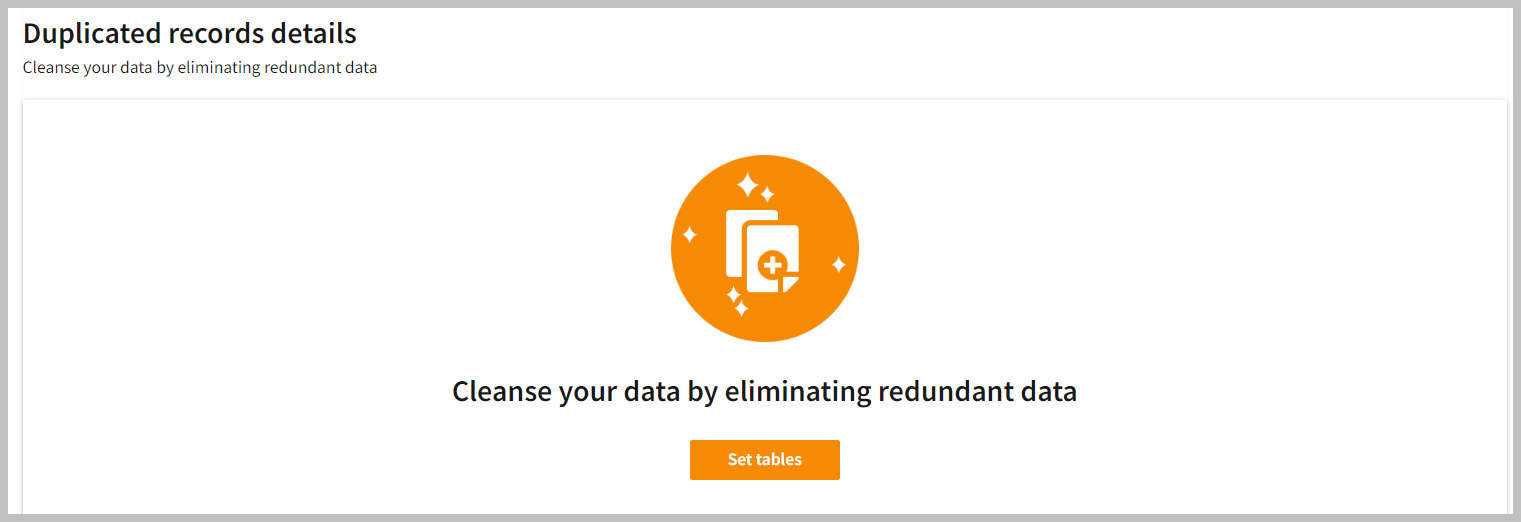 Duplicated records details
Cleanse your data by eliminating redundant data
Cleanse your data by eliminating redundant data
Set tables